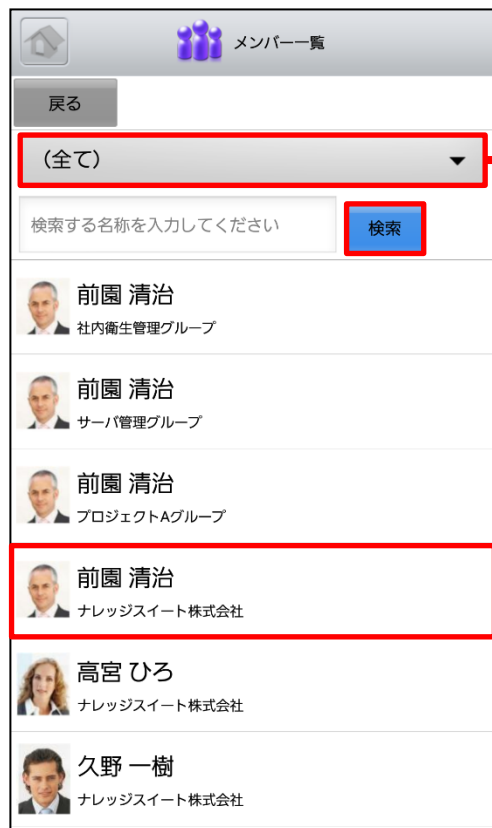 メンバー一覧
戻る
(全て)
検索する名称を入力してください
検索
前園 清治
社内衛生管理グループ
前園 清治
サーバ管理グループ
前園 清治
プロジェクトAグループ
前園 清治
ナレッジスイート株式会社
高宮 ひろ
ナレッジスイート株式会社
久野 一樹
ナレッジスイート株式会社